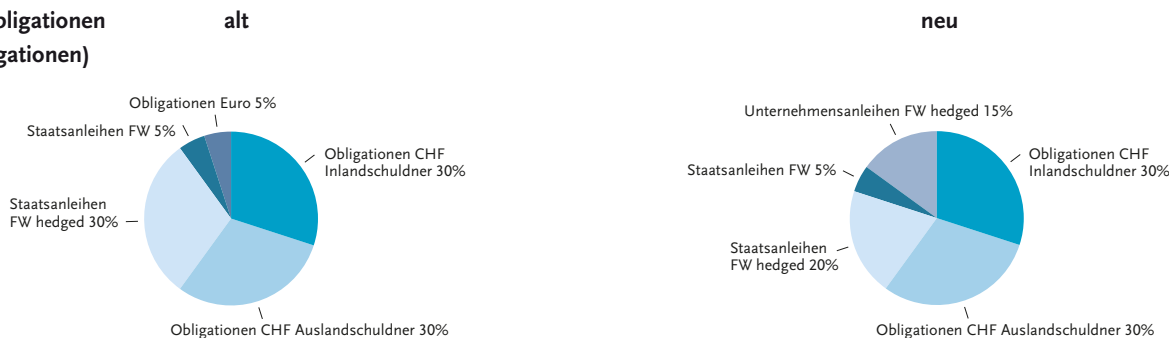 bligationen
gationen)
alt
Obligationen Euro 5%
Staatsanleihen FW 5%
Obligationen CHF
Inlandschuldner 30%
Staatsanleihen
FW hedged 30%
Obligationen CHF Auslandschuldner 30%
neu
Unternehmensanleihen FW hedged 15%
Staatsanleihen FW 5%
Obligationen CHF
Inlandschuldner 30%
Staatsanleihen
FW hedged 20%
Obligationen CHF Auslandschuldner 30%